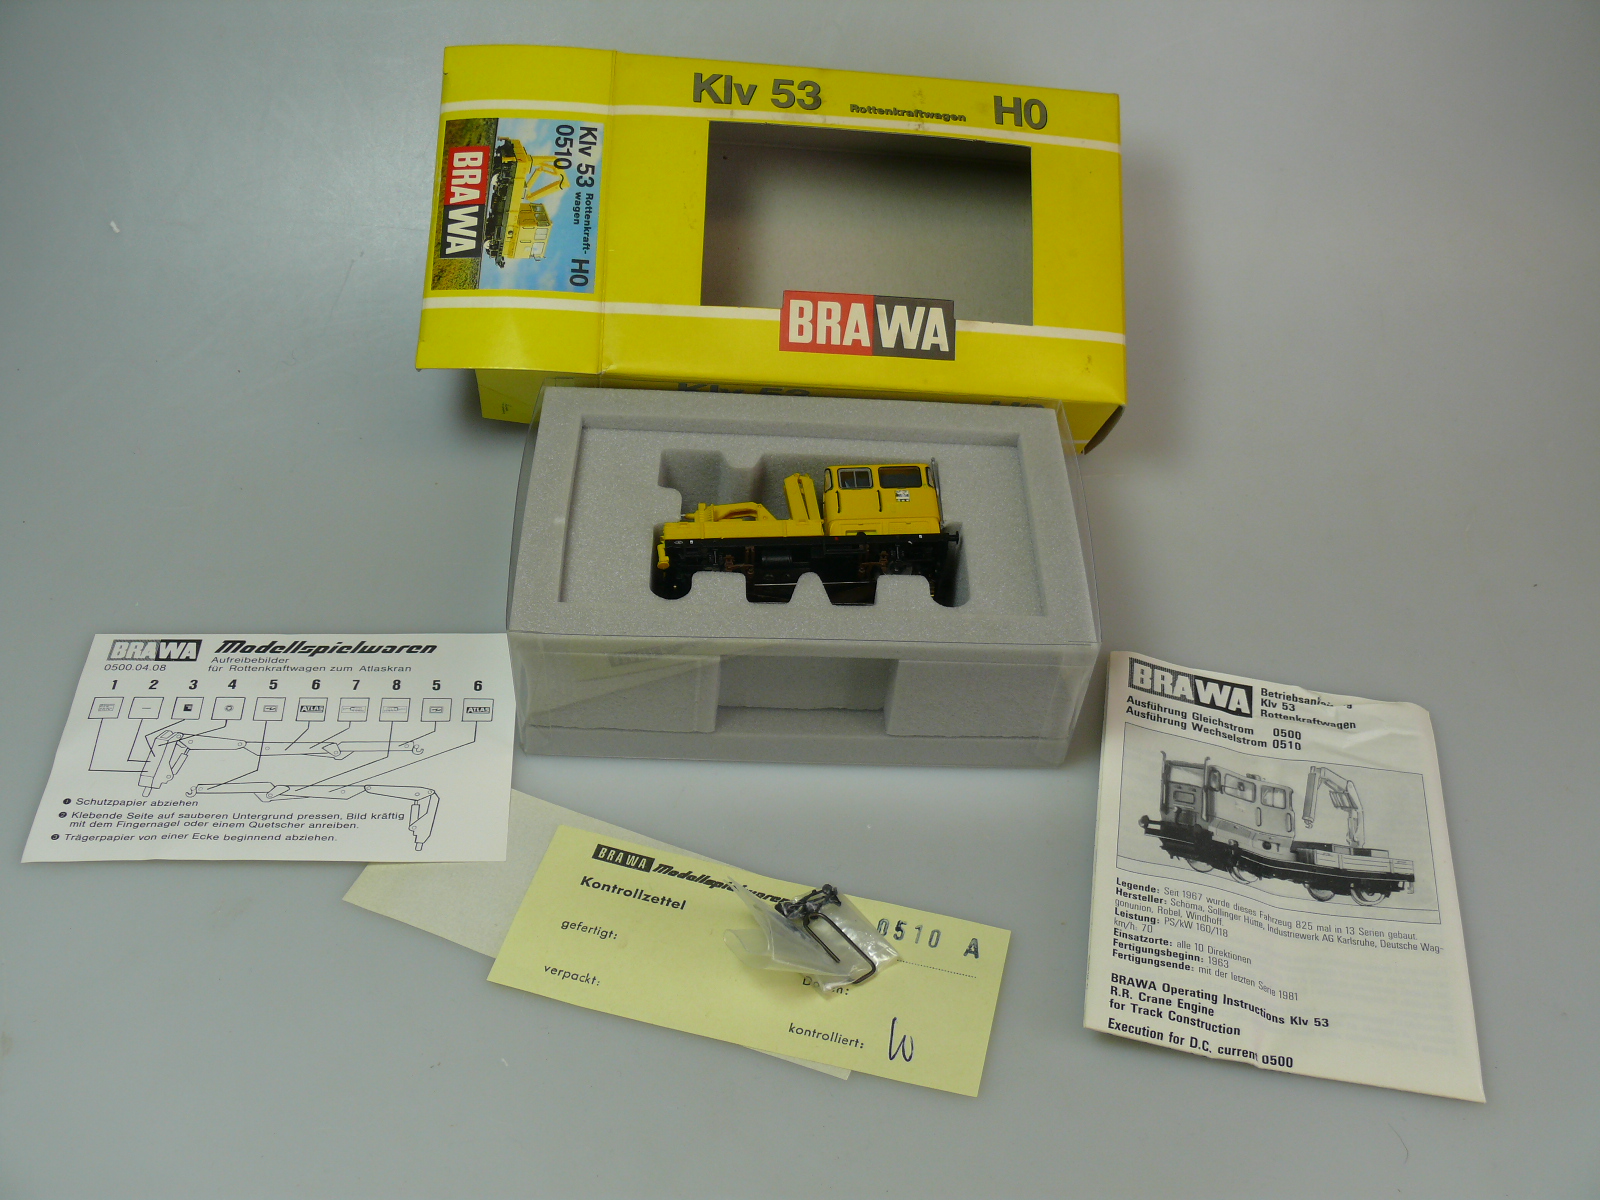 Klv 53 Rottenkraftwagen H0
BRAWA
Klv 53 Rottenkraft-
wagen H0
0510
BRAWA
BRAWA Modellspielwaren
0500.04.08
Aufreibebilder
für Rottenkraftwagen zum Atlaskran
1 2 3 4 5 6 7 8 5 6
ATLAS
ATLAS
1 Schutzpapier abziehen
2 Klebende Seite auf sauberen Untergrund pressen, Bild kräftig
mit dem Fingernagel oder einem Quetscher anreiben.
3 Trägerpapier von einer Ecke beginnend abziehen.
BRAWA Modellspielwaren
Kontrollzettel
0510 A
gefertigt:
verpackt:
kontrolliert: W
BRAWA
Klv 53
Rottenkraftwagen
Ausführung Gleichstrom 0500
Ausführung Wechselstrom 0510
Legende: Seit 1967 wurde dieses Fahrzeug 825 mal in 13 Serien gebaut.
Hersteller: Schoma, Sollinger Hütte, Industriewerk AG Karlsruhe, Deutsche Wag-
gonunion, Robel, Windhoff.
Leistung: PS/kW 160/118
km/h: 70
Einsatzorte: alle 10 Direktionen
Fertigungsbeginn: 1963
Fertigungsende: mit der letzten Serie 1981
BRAWA Operating Instructions Klv 53
R.R. Crane Engine
for Track Construction
Execution for D.C. current 0500